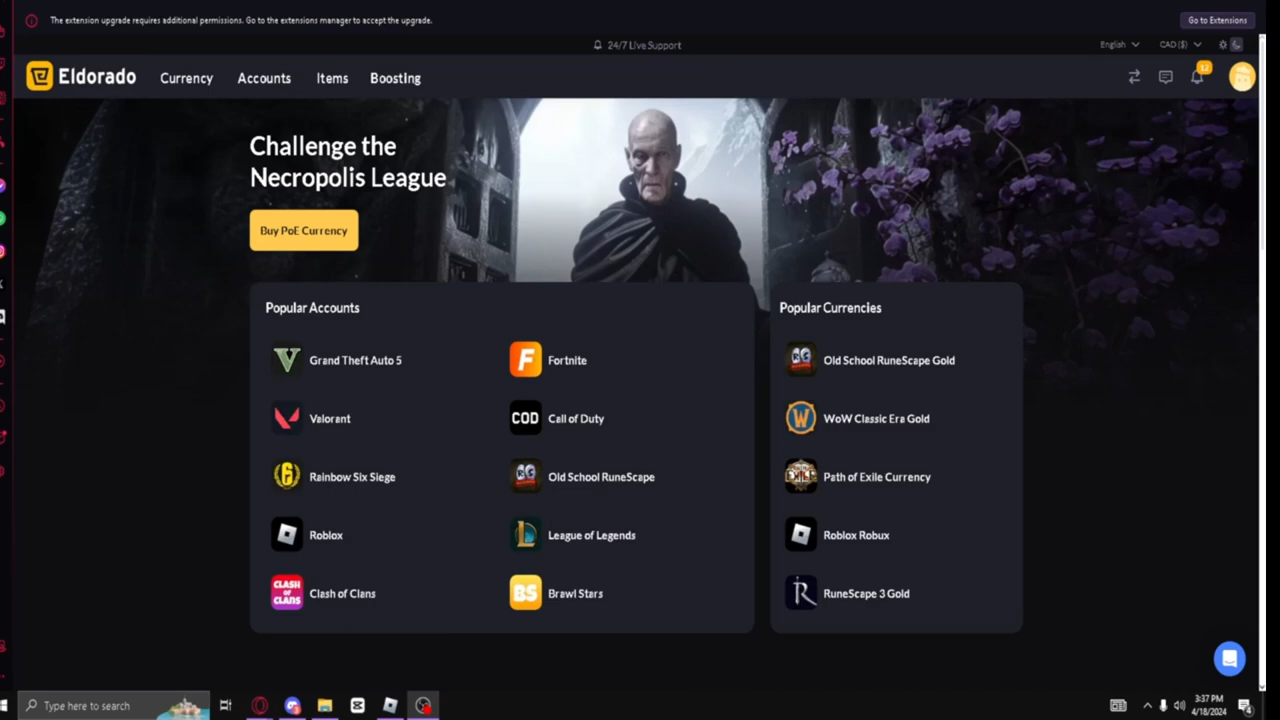 The extension upgrade requires additional permissions. Go to the extensions manager to accept the upgrade.
Go to Extensions
24/7 Live Support
English
CAD ($)
Eldorado
Currency
Accounts
Items
Boosting
12
Challenge the
Necropolis League
Buy PoE Currency
Popular Accounts
Grand Theft Auto 5
Fortnite
Valorant
COD
Call of Duty
Rainbow Six Siege
Old School RuneScape
Roblox
League of Legends
CLASH
OF
CLANS
Clash of Clans
BS
Brawl Stars
Popular Currencies
Old School RuneScape Gold
WoW Classic Era Gold
Path of Exile Currency
Roblox Robux
RuneScape 3 Gold
Type here to search
3:37 PM
4/18/2024
4